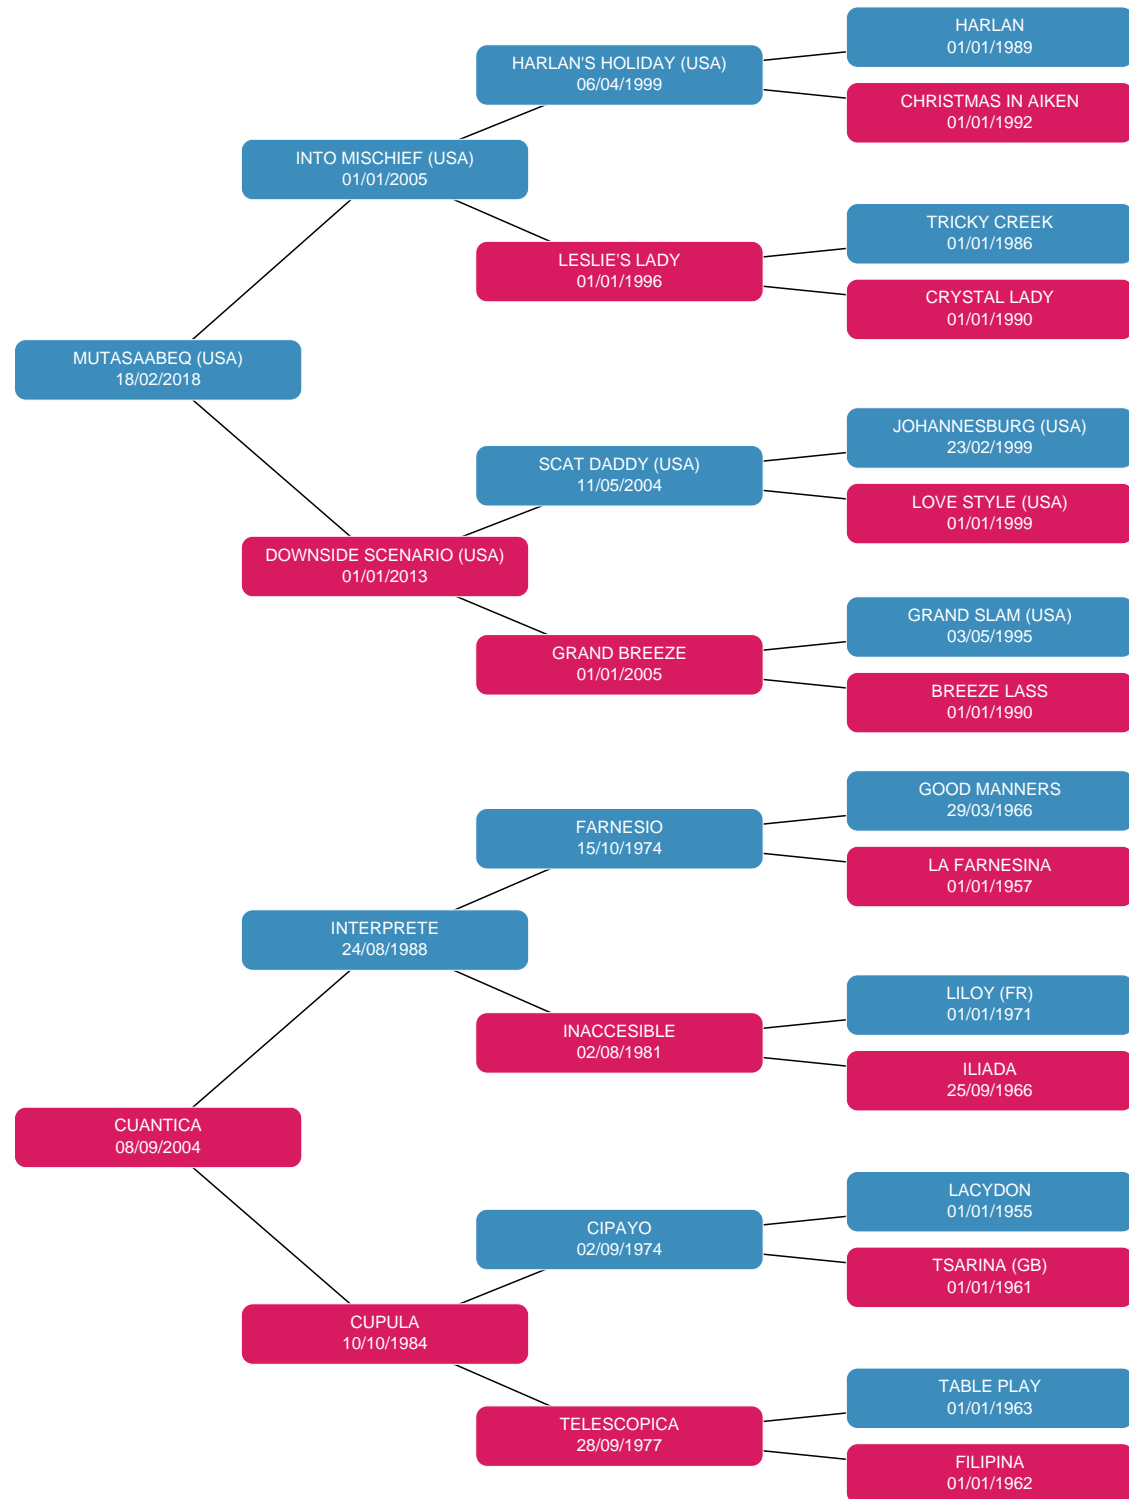 HARLAN
01/01/1989
HARLAN'S HOLIDAY (USA)
06/04/1999
CHRISTMAS IN AIKEN
01/01/1992
INTO MISCHIEF (USA)
01/01/2005
TRICKY CREEK
01/01/1986
LESLIE'S LADY
01/01/1996
CRYSTAL LADY
01/01/1990
MUTASAABEQ (USA)
18/02/2018
JOHANNESBURG (USA)
23/02/1999
SCAT DADDY (USA)
11/05/2004
LOVE STYLE (USA)
01/01/1999
DOWNSIDE SCENARIO (USA)
01/01/2013
GRAND SLAM (USA)
03/05/1995
GRAND BREEZE
01/01/2005
BREEZE LASS
01/01/1990
GOOD MANNERS
29/03/1966
FARNESIO
15/10/1974
LA FARNESINA
01/01/1957
INTERPRETE
24/08/1988
LILOY (FR)
01/01/1971
INACCESIBLE
02/08/1981
ILIADA
25/09/1966
CUANTICA
08/09/2004
LACYDON
01/01/1955
CIPAYO
02/09/1974
TSARINA (GB)
01/01/1961
CUPULA
10/10/1984
TABLE PLAY
01/01/1963
TELESCOPICA
28/09/1977
FILIPINA
01/01/1962